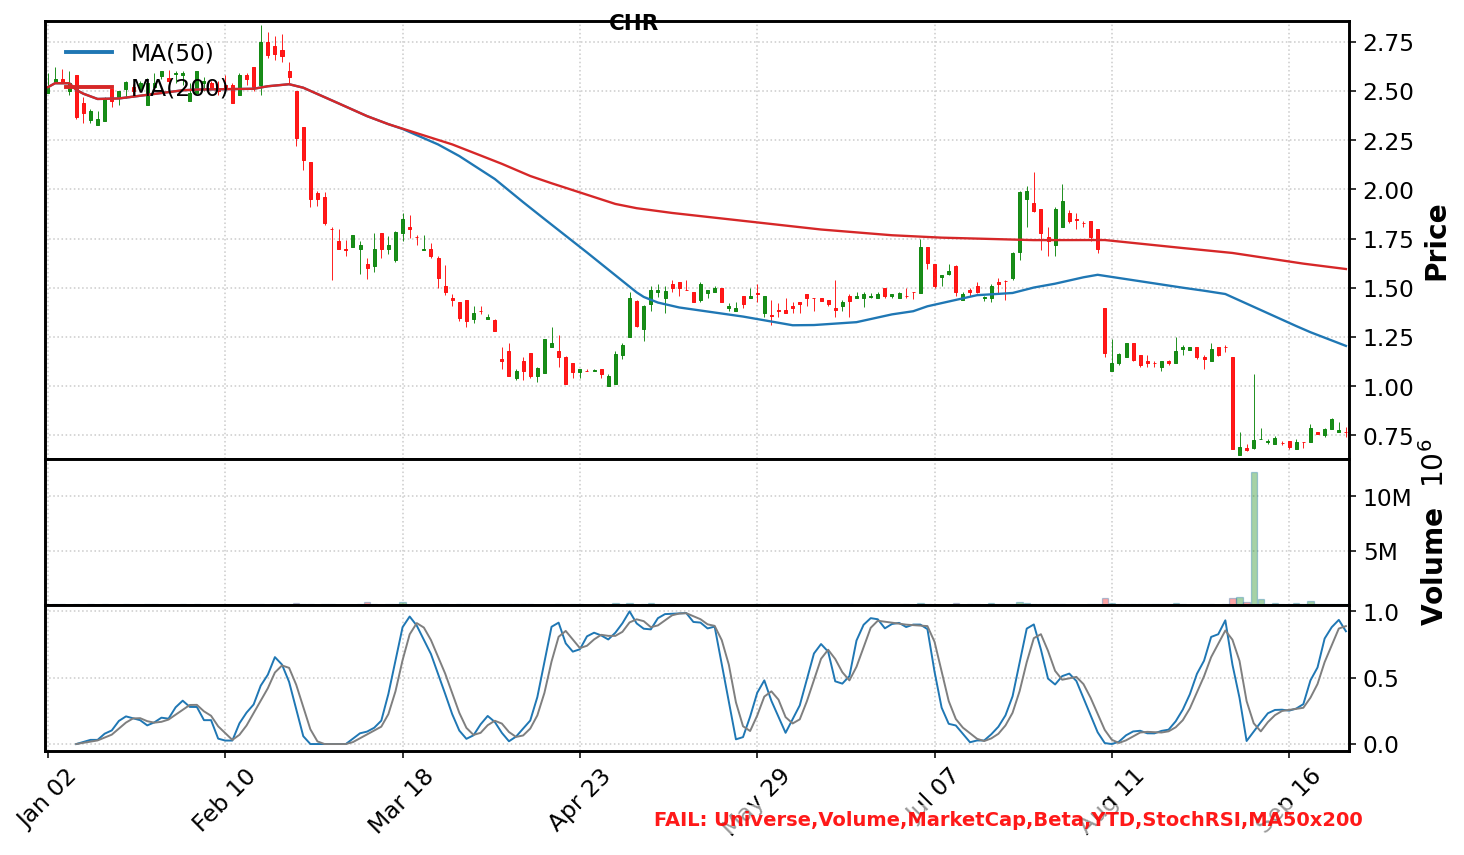 CHR
MA(50)
MA(200)
2.75
2.50
2.25
2.00
1.75
1.50
1.25
1.00
0.75
Price
10M
5M
Volume 10^6
1.0
0.5
0.0
Jan 02
Feb 10
Mar 18
Apr 23
May 29
Jul 07
Aug 11
Sep 16
FAIL: Universe,Volume,MarketCap,Beta,YTD,StochRSI,MA50x200